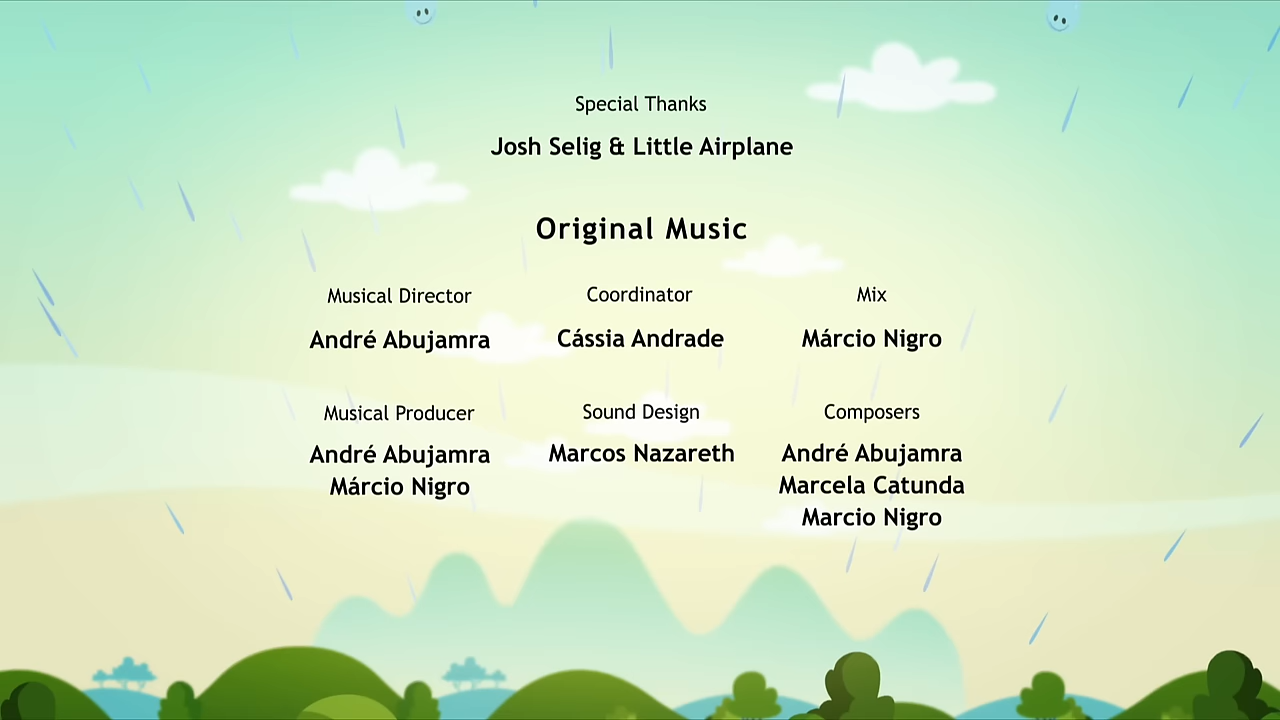 Special Thanks
Josh Selig & Little Airplane
Original Music
Musical Director
André Abujamra
Coordinator
Cássia Andrade
Mix
Márcio Nigro
Musical Producer
André Abujamra
Márcio Nigro
Sound Design
Marcos Nazareth
Composers
André Abujamra
Marcela Catunda
Marcio Nigro